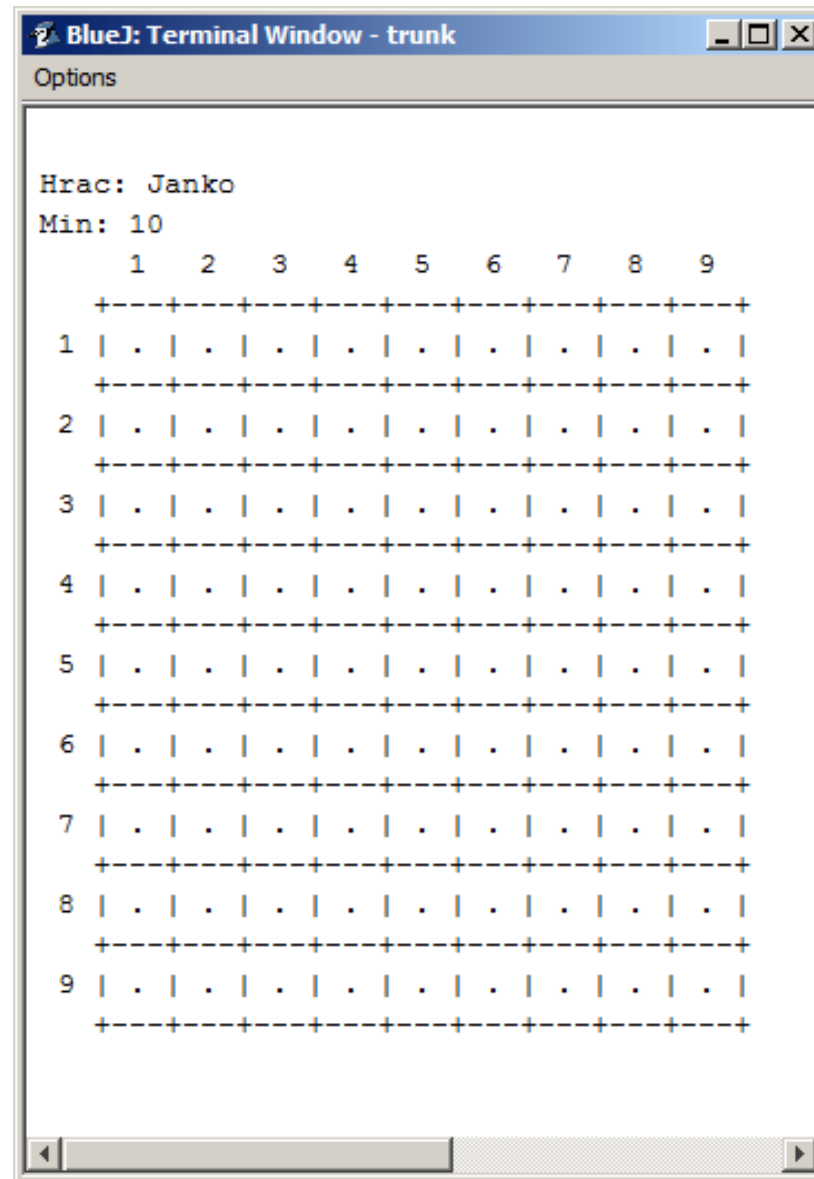 BlueJ: Terminal Window - trunk
Options
Hrac: Janko
Min: 10
     1   2   3   4   5   6   7   8   9
   +---+---+---+---+---+---+---+---+---+
 1 | . | . | . | . | . | . | . | . | . |
   +---+---+---+---+---+---+---+---+---+
 2 | . | . | . | . | . | . | . | . | . |
   +---+---+---+---+---+---+---+---+---+
 3 | . | . | . | . | . | . | . | . | . |
   +---+---+---+---+---+---+---+---+---+
 4 | . | . | . | . | . | . | . | . | . |
   +---+---+---+---+---+---+---+---+---+
 5 | . | . | . | . | . | . | . | . | . |
   +---+---+---+---+---+---+---+---+---+
 6 | . | . | . | . | . | . | . | . | . |
   +---+---+---+---+---+---+---+---+---+
 7 | . | . | . | . | . | . | . | . | . |
   +---+---+---+---+---+---+---+---+---+
 8 | . | . | . | . | . | . | . | . | . |
   +---+---+---+---+---+---+---+---+---+
 9 | . | . | . | . | . | . | . | . | . |
   +---+---+---+---+---+---+---+---+---+